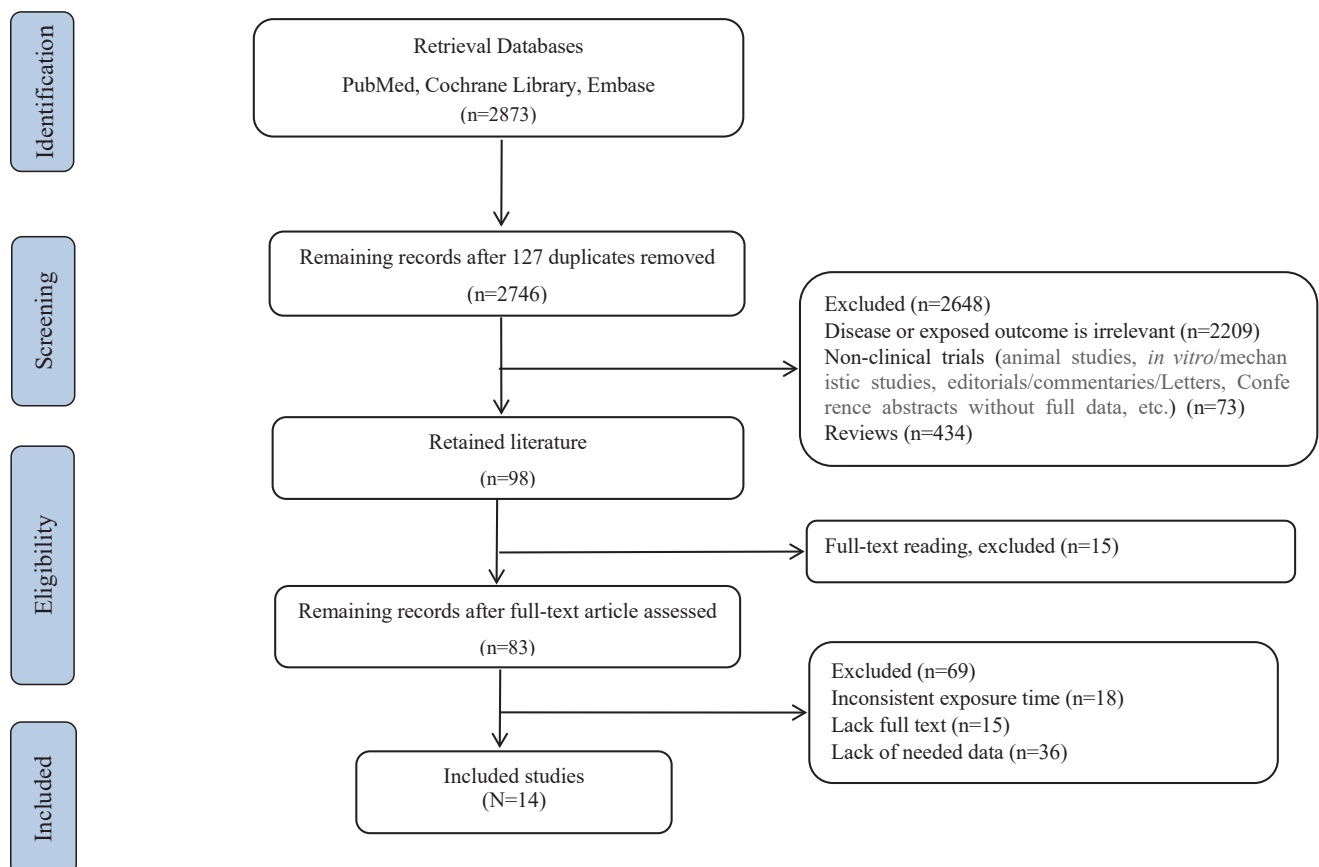 Identification
Retrieval Databases
PubMed, Cochrane Library, Embase
(n=2873)
Screening
Remaining records after 127 duplicates removed
(n=2746)
Excluded (n=2648)
Disease or exposed outcome is irrelevant (n=2209)
Non-clinical trials (animal studies, in vitro/mechan
istic studies, editorials/commentaries/Letters, Confe
rence abstracts without full data, etc.) (n=73)
Reviews (n=434)
Retained literature
(n=98)
Eligibility
Full-text reading, excluded (n=15)
Remaining records after full-text article assessed
(n=83)
Excluded (n=69)
Inconsistent exposure time (n=18)
Lack full text (n=15)
Lack of needed data (n=36)
Included
Included studies
(N=14)